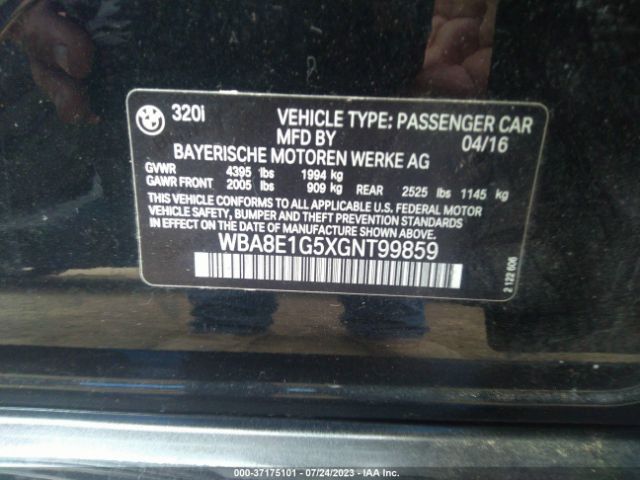 320i
VEHICLE TYPE: PASSENGER CAR
MFD BY 04/16
BAYERISCHE MOTOREN WERKE AG
GVWR 4395 lbs 1994 kg
GAWR FRONT 2005 lbs 909 kg REAR 2525 lbs 1145 kg
THIS VEHICLE CONFORMS TO ALL APPLICABLE U.S. FEDERAL MOTOR
VEHICLE SAFETY, BUMPER AND THEFT PREVENTION STANDARDS
IN EFFECT ON THE DATE OF MANUFACTURE SHOWN ABOVE.
WBA8E1G5XGNT99859
2 122 606
000-37175101 - 07/24/2023 - IAA Inc.